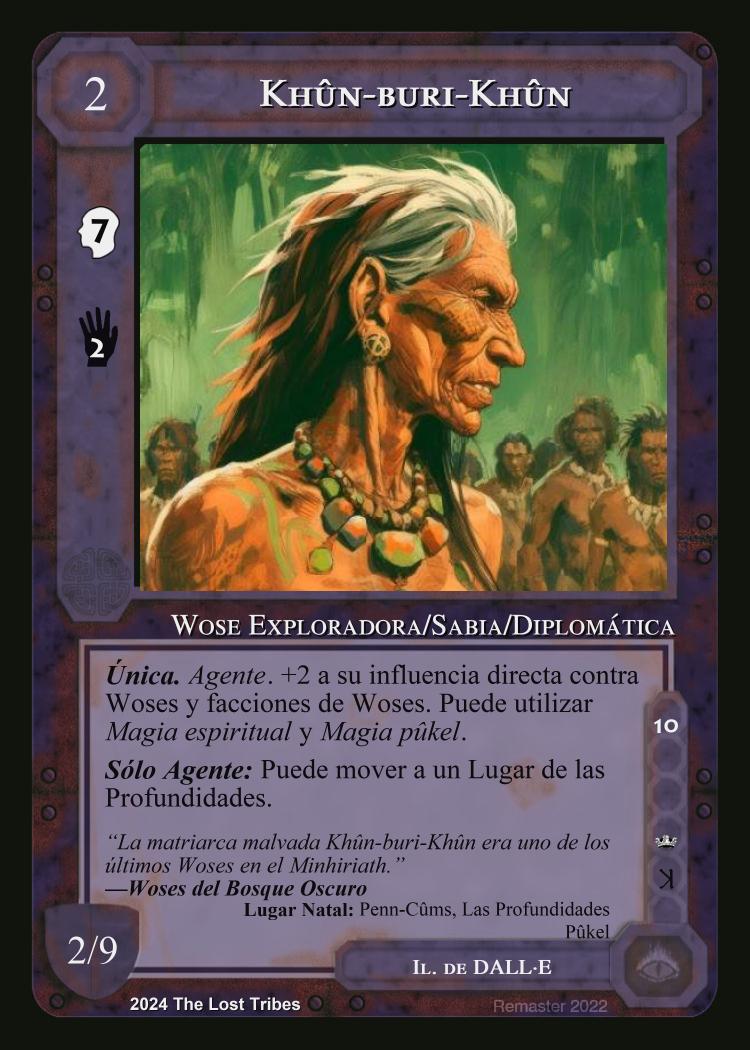 2
Khûn-buri-Khûn
7
2
Wose Exploradora/Sabia/Diplomática
Única. Agente. +2 a su influencia directa contra
Woses y facciones de Woses. Puede utilizar
Magia espiritual y Magia pûkel.
Sólo Agente: Puede mover a un Lugar de las
Profundidades.
10
“La matriarca malvada Khûn-buri-Khûn era uno de los
últimos Woses en el Minhiriath.”
—Woses del Bosque Oscuro
Lugar Natal: Penn-Cûms, Las Profundidades
Pûkel
2/9
Il. de DALL·E
2024 The Lost Tribes
Remaster 2022